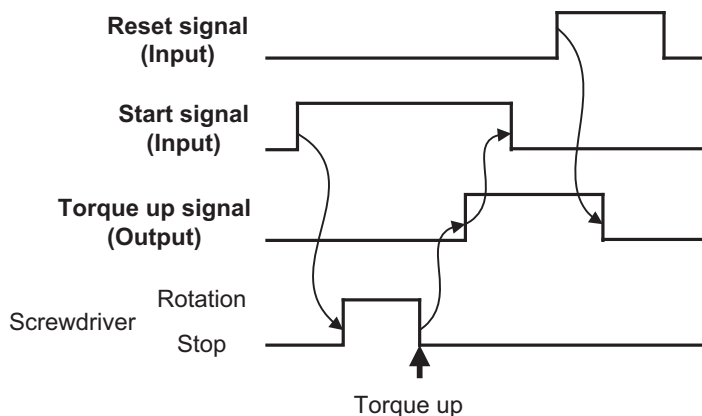 Reset signal
(Input)
Start signal
(Input)
Torque up signal
(Output)
Rotation
Screwdriver
Stop
Torque up